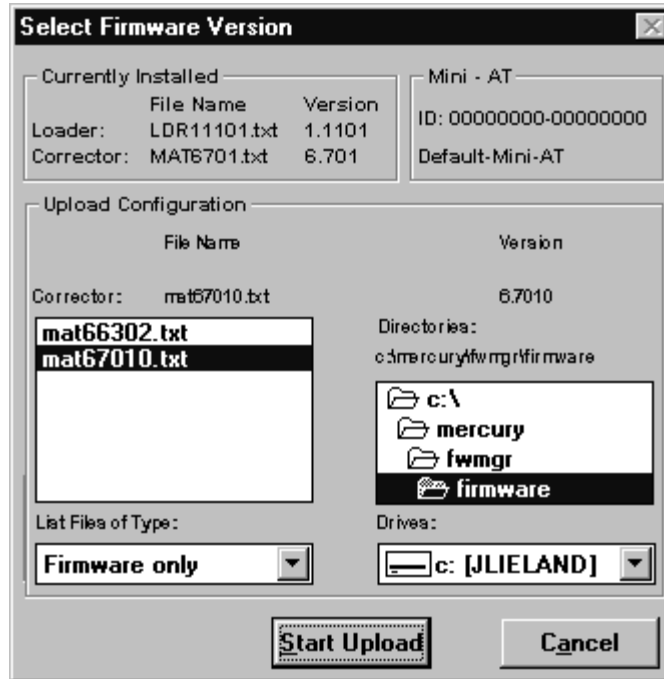 Select Firmware Version
Currently Installed
File Name Version
Loader: LDR11101.txt 1.1101
Corrector: MAT6701.txt 6.701
Mini - AT
ID: 00000000-00000000
Default-Mini-AT
Upload Configuration
File Name Version
Corrector: mat67010.txt 6.7010
mat66302.txt
mat67010.txt
Directories:
c:\mercury\fwmgr\firmware
c:\
mercury
fwmgr
firmware
List Files of Type:
Firmware only
Drives:
c: [JLIELAND]
Start Upload
Cancel